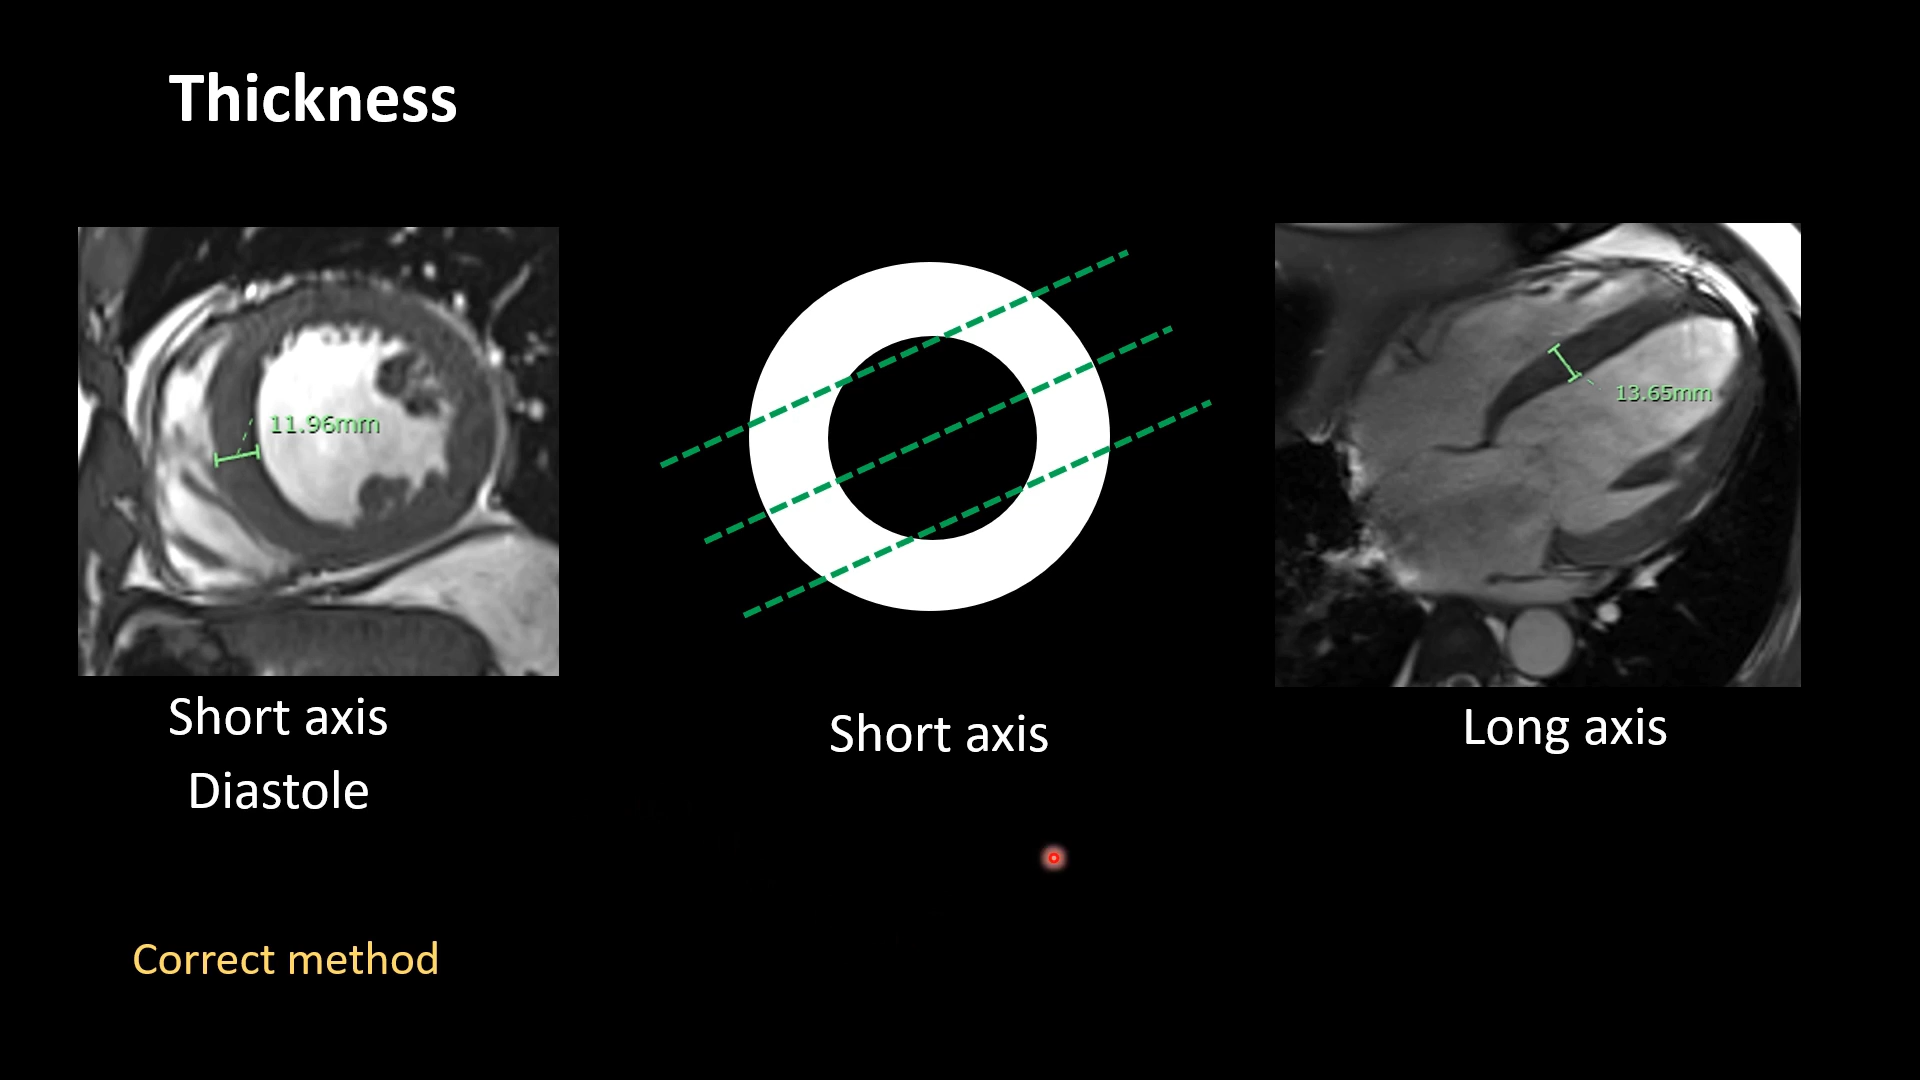 Thickness
11.96mm
13.65mm
Short axis
Diastole
Short axis
Long axis
Correct method